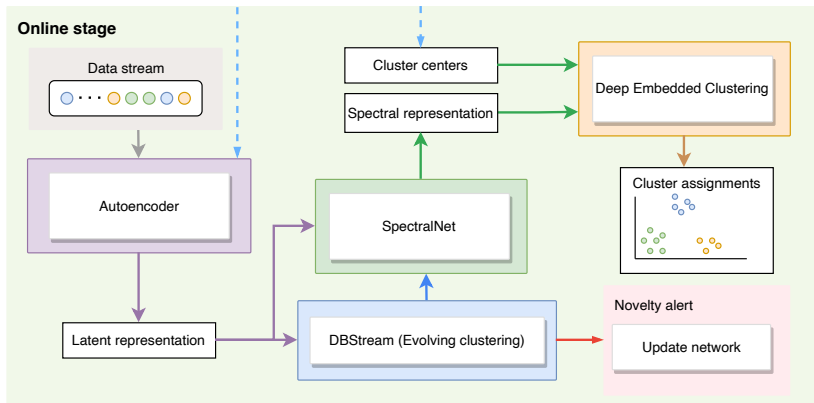 Online stage
Data stream
Cluster centers
Spectral representation
Deep Embedded Clustering
Autoencoder
SpectralNet
Cluster assignments
Latent representation
DBStream (Evolving clustering)
Novelty alert
Update network